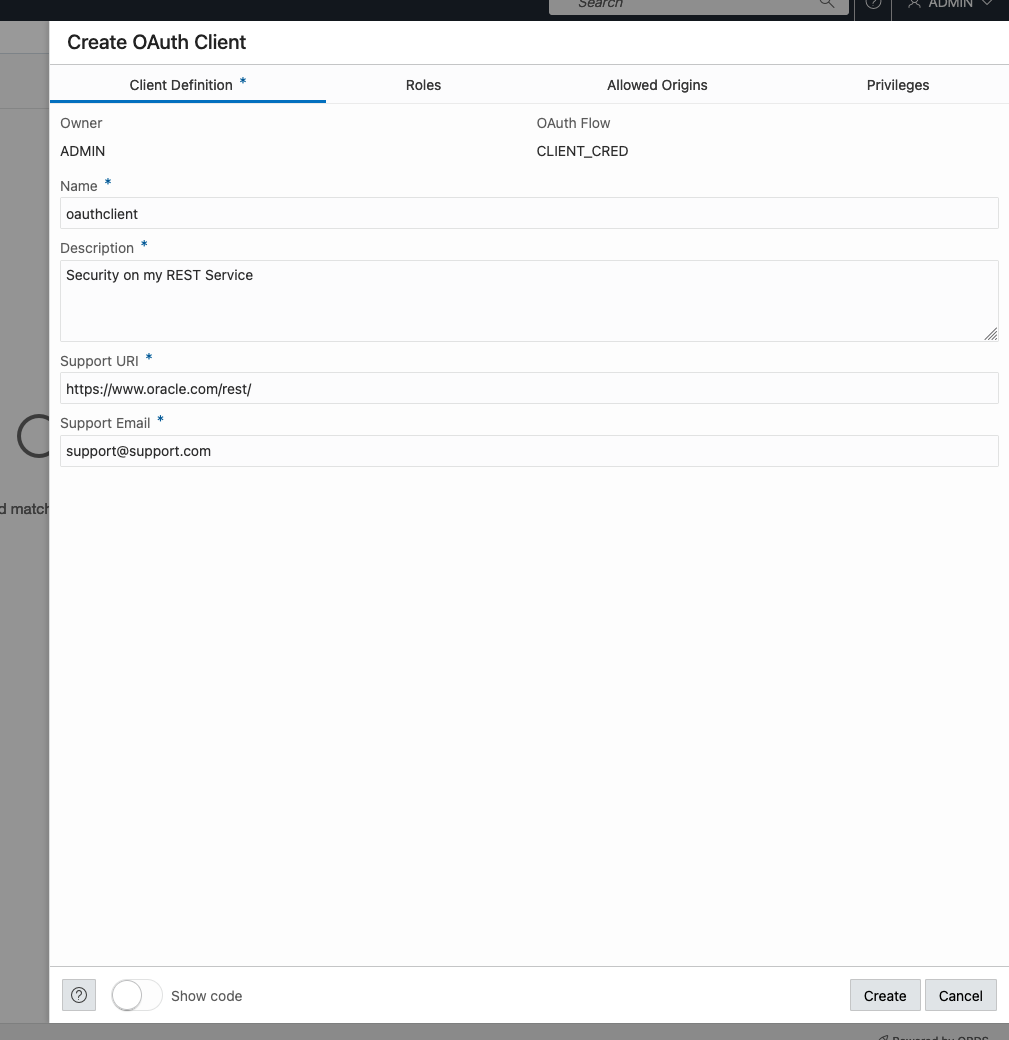 Search
ADMIN
Create OAuth Client
Client Definition *
Roles
Allowed Origins
Privileges
Owner
OAuth Flow
ADMIN
CLIENT_CRED
Name *
oauthclient
Description *
Security on my REST Service
Support URI *
https://www.oracle.com/rest/
Support Email *
support@support.com
d match
?
Show code
Create
Cancel
Powered by ORDS